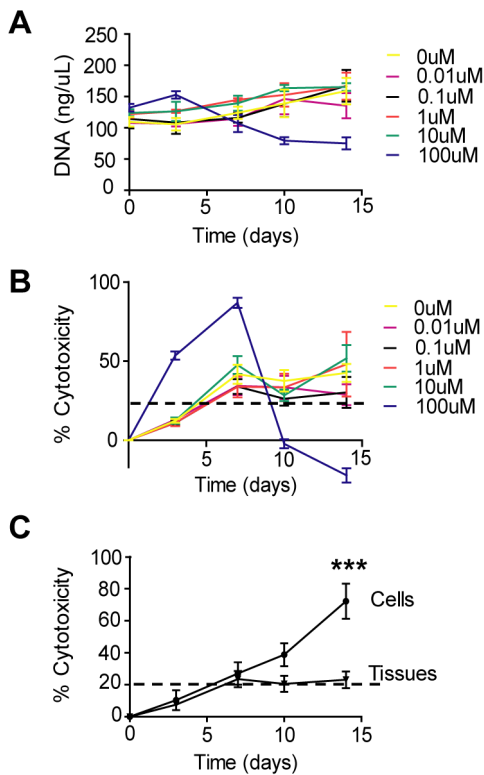 A
DNA (ng/uL)
250
200
150
100
50
0
0
5
10
15
Time (days)
0uM
0.01uM
0.1uM
1uM
10uM
100uM
B
% Cytotoxicity
100
50
0
5
10
15
Time (days)
0uM
0.01uM
0.1uM
1uM
10uM
100uM
C
% Cytotoxicity
100
80
60
40
20
0
0
5
10
15
Time (days)
***
Cells
Tissues